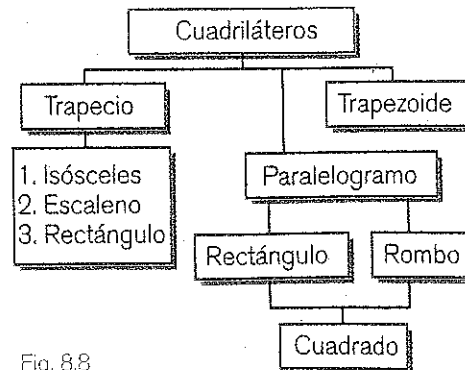 Cuadriláteros
Trapecio
Trapezoide
1. Isósceles
2. Escaleno
3. Rectángulo
Paralelogramo
Rectángulo
Rombo
Cuadrado
Fig. 8.8